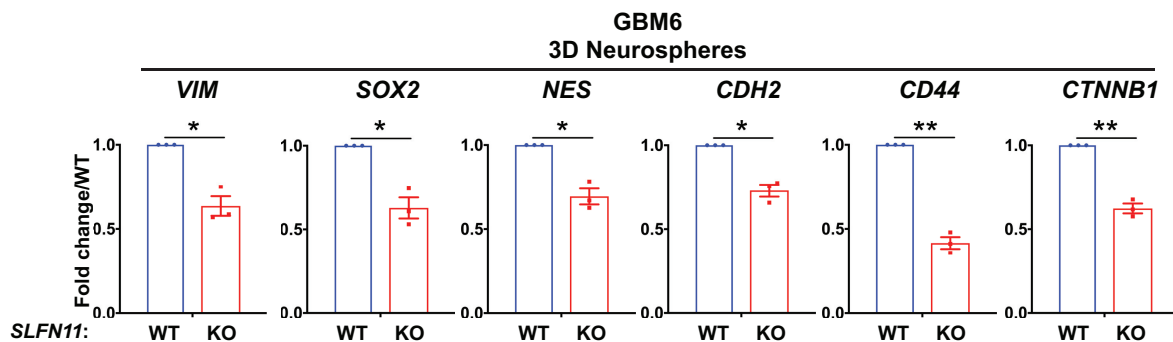 GBM6
3D Neurospheres
VIM SOX2 NES CDH2 CD44 CTNNB1
* * * * ** **
Fold change/WT
1.0 1.0 1.0 1.0 1.0 1.0
0.5 0.5 0.5 0.5 0.5 0.5
0.0 0.0 0.0 0.0 0.0 0.0
SLFN11: WT KO WT KO WT KO WT KO WT KO WT KO